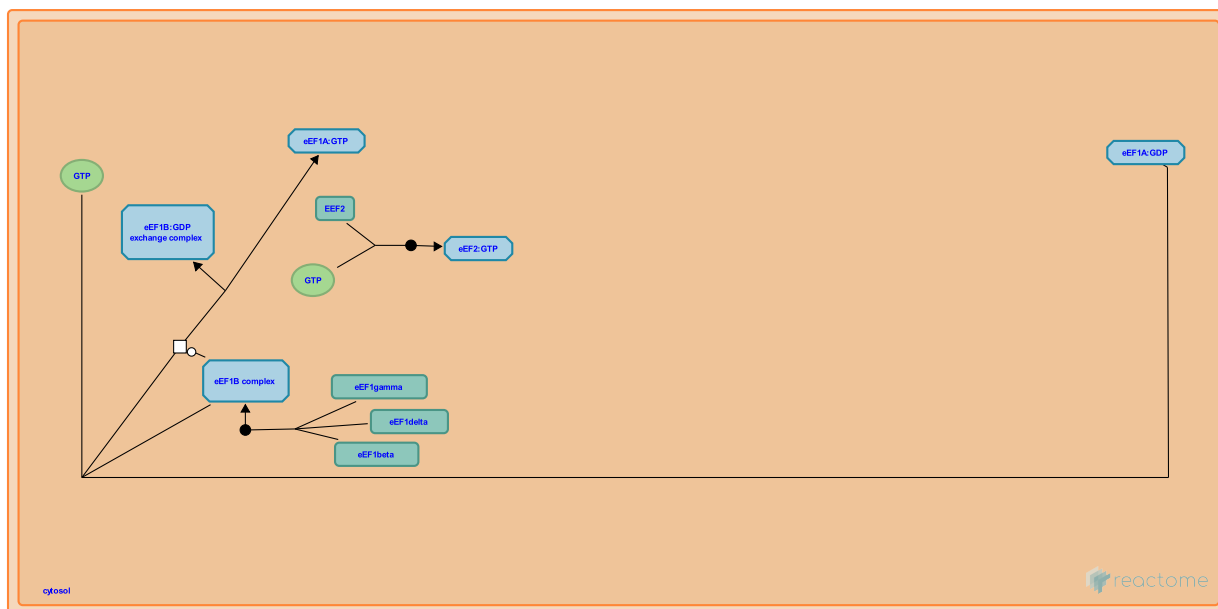 eEF1A:GTP
eEF1A:GDP
GTP
EEF2
eEF1B:GDP
exchange complex
eEF2:GTP
GTP
eEF1B complex
eEF1gamma
eEF1delta
eEF1beta
cytosol
reactome